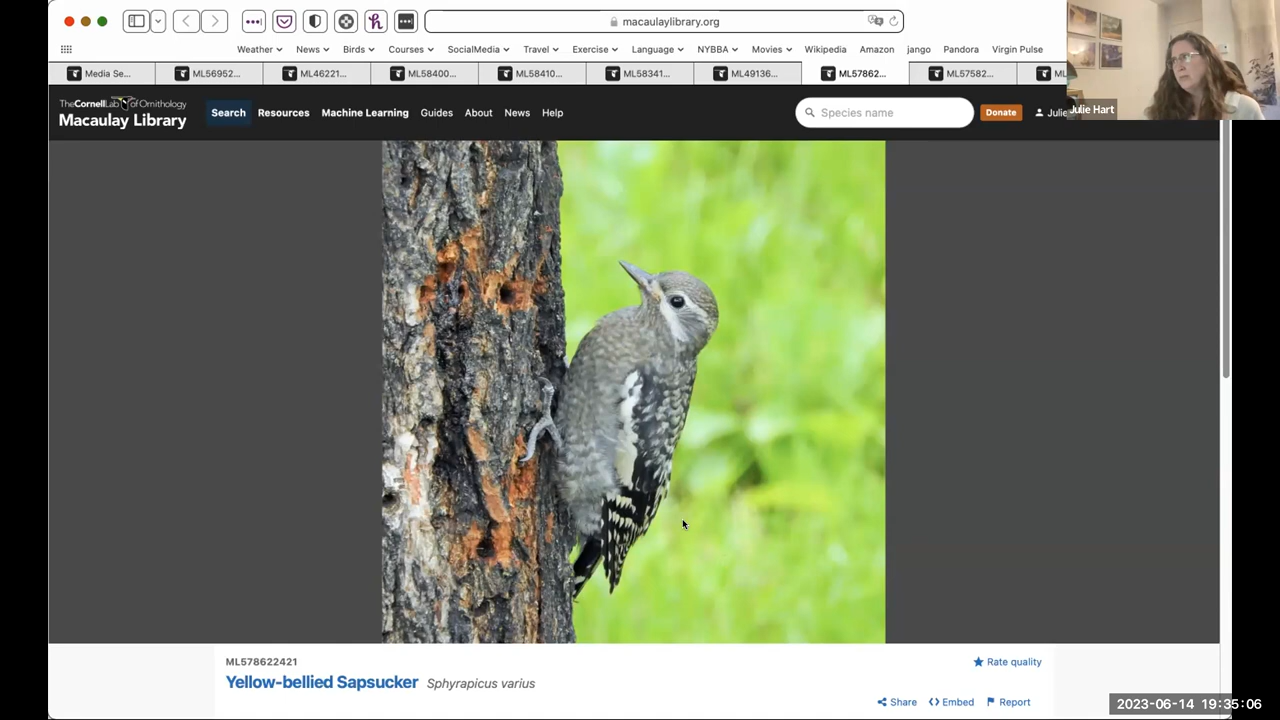 macaulaylibrary.org
Weather News Birds Courses SocialMedia Travel Exercise Language NYBBA Movies Wikipedia Amazon jango Pandora Virgin Pulse
Media Se... ML56952... ML46221... ML58400... ML58410... ML58341... ML49136... ML57862... ML57582... ML
TheCornellLab of Ornithology
Macaulay Library
Search Resources Machine Learning Guides About News Help Species name Donate Julie
Julie Hart
ML578622421
Rate quality
Yellow-bellied Sapsucker Sphyrapicus varius
Share Embed Report
2023-06-14 19:35:06